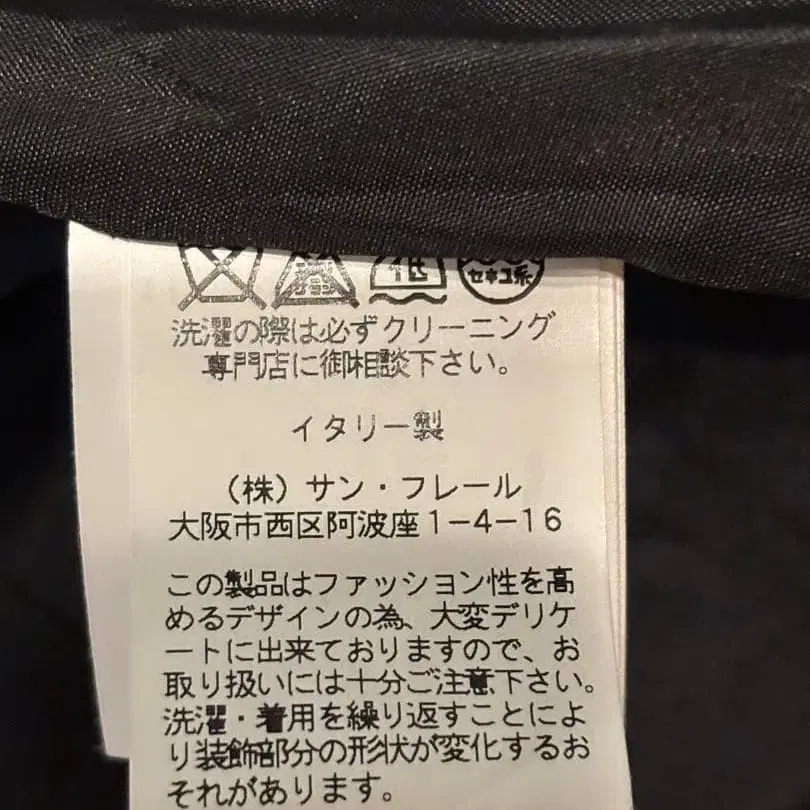 低 セキユ系
洗濯の際は必ずクリーニング
専門店に御相談下さい。
イタリー製
（株）サン・フレール
大阪市西区阿波座1-4-16
この製品はファッション性を高
めるデザインの為、大変デリケ
ートに出来ておりますので、お
取り扱いには十分ご注意下さい。
洗濯・着用を繰り返すことによ
り装飾部分の形状が変化するお
それがあります。